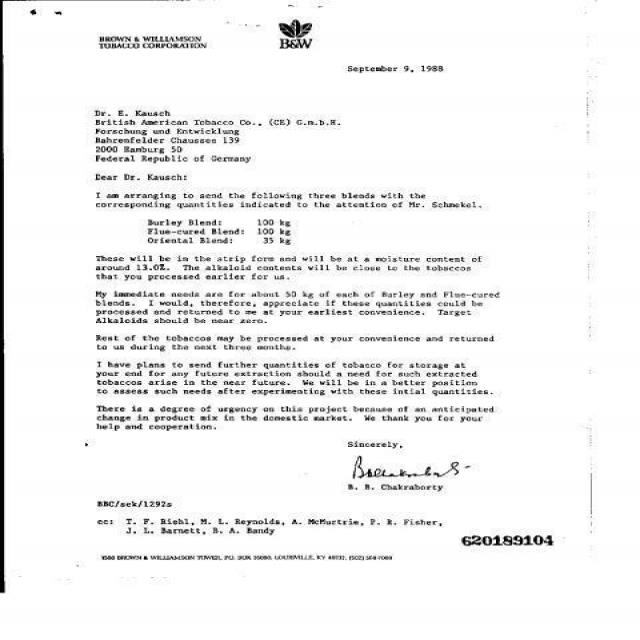 BROWN & WILLIAMSON
TOBACCO CORPORATION
B&W
September 9, 1988
Dr. E. Kausch
British American Tobacco Co., (CE) G.m.b.H.
Forschung und Entwicklung
Bahrenfelder Chausses 139
2000 Hamburg 50
Federal Republic of Germany
Dear Dr. Kausch:
I am arranging to send the following three blends with the
corresponding quantities indicated to the attention of Mr. Schmekel.
Burley Blend: 100 kg
Flue-cured Blend: 100 kg
Oriental Blend: 35 kg
These will be in the strip form and will be at a moisture content of
around 13.0%. The alkaloid contents will be close to the tobaccos
that you processed earlier for us.
My immediate needs are for about 50 kg of each of Burley and Flue-cured
blends. I would, therefore, appreciate if these quantities could be
processed and returned to me at your earliest convenience. Target
Alkaloids should be near zero.
Rest of the tobaccos may be processed at your convenience and returned
to us during the next three months.
I have plans to send further quantities of tobacco for storage at
your end for any future extraction should a need for such extracted
tobaccos arise in the near future. We will be in a better position
to assess such needs after experimenting with these intial quantities.
There is a degree of urgency on this project because of an anticipated
change in product mix in the domestic market. We thank you for your
help and cooperation.
Sincerely,
B. B. Chakraborty
BBC/sek/1292s
cc: T. F. Riehl, M. L. Reynolds, A. McMurtrie, P. R. Fisher,
J. L. Barnett, B. A. Bandy
620189104
1500 BROWN & WILLIAMSON TOWER, P.O. BOX 35090, LOUISVILLE, KY 40232, (502)